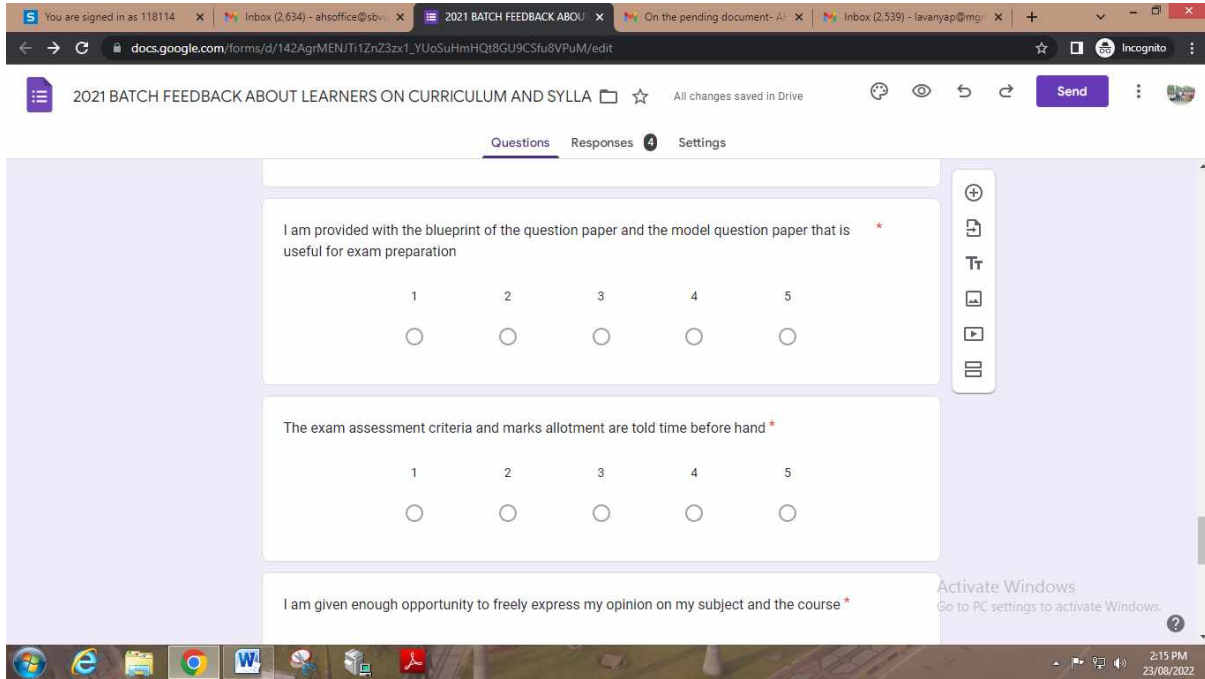 You are signed in as 118114
Inbox (2,634) - ahsoffice@sbv
2021 BATCH FEEDBACK ABOU
On the pending document- A
Inbox (2,539) - lavanyap@mgr
docs.google.com/forms/d/142AgrMENJTi1ZnZ3zx1_YUoSuHmHQt8GU9CSfu8VPuM/edit
Incognito
2021 BATCH FEEDBACK ABOUT LEARNERS ON CURRICULUM AND SYLLA
All changes saved in Drive
Send
Questions Responses 4 Settings
I am provided with the blueprint of the question paper and the model question paper that is *
useful for exam preparation
1 2 3 4 5
The exam assessment criteria and marks allotment are told time before hand *
1 2 3 4 5
I am given enough opportunity to freely express my opinion on my subject and the course *
Activate Windows
Go to PC settings to activate Windows.
2:15 PM
23/08/2022